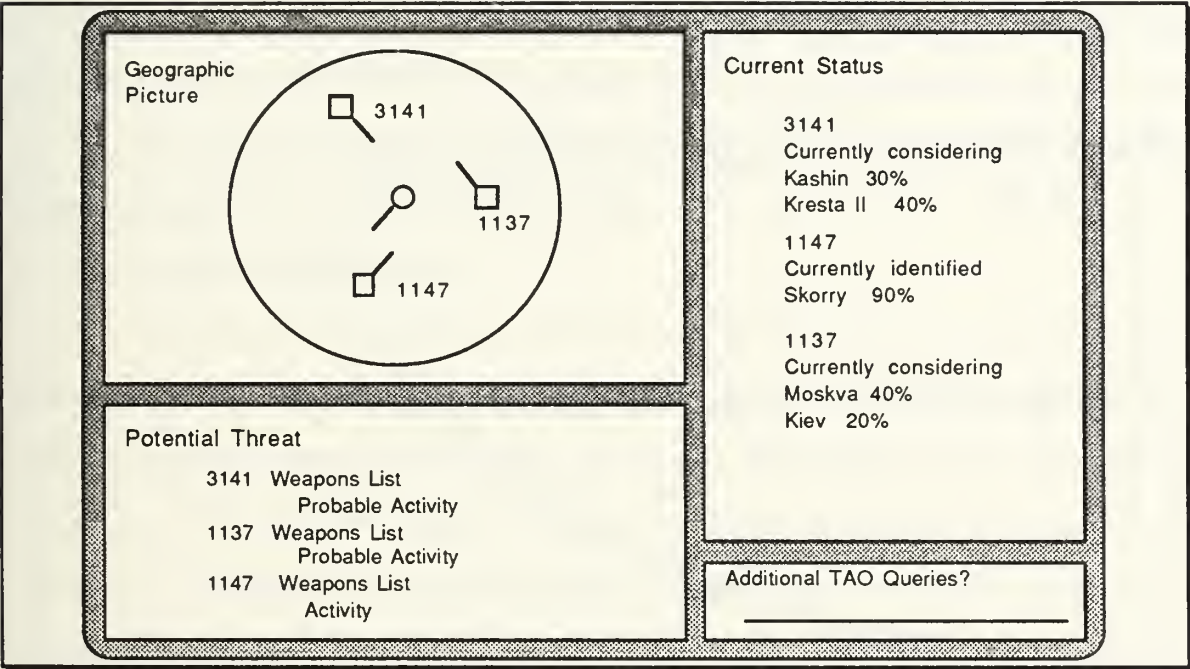 Geographic
Picture
3141
1137
1147
Potential Threat
3141 Weapons List
Probable Activity
1137 Weapons List
Probable Activity
1147 Weapons List
Activity
Current Status
3141
Currently considering
Kashin 30%
Kresta II 40%
1147
Currently identified
Skorry 90%
1137
Currently considering
Moskva 40%
Kiev 20%
Additional TAO Queries?